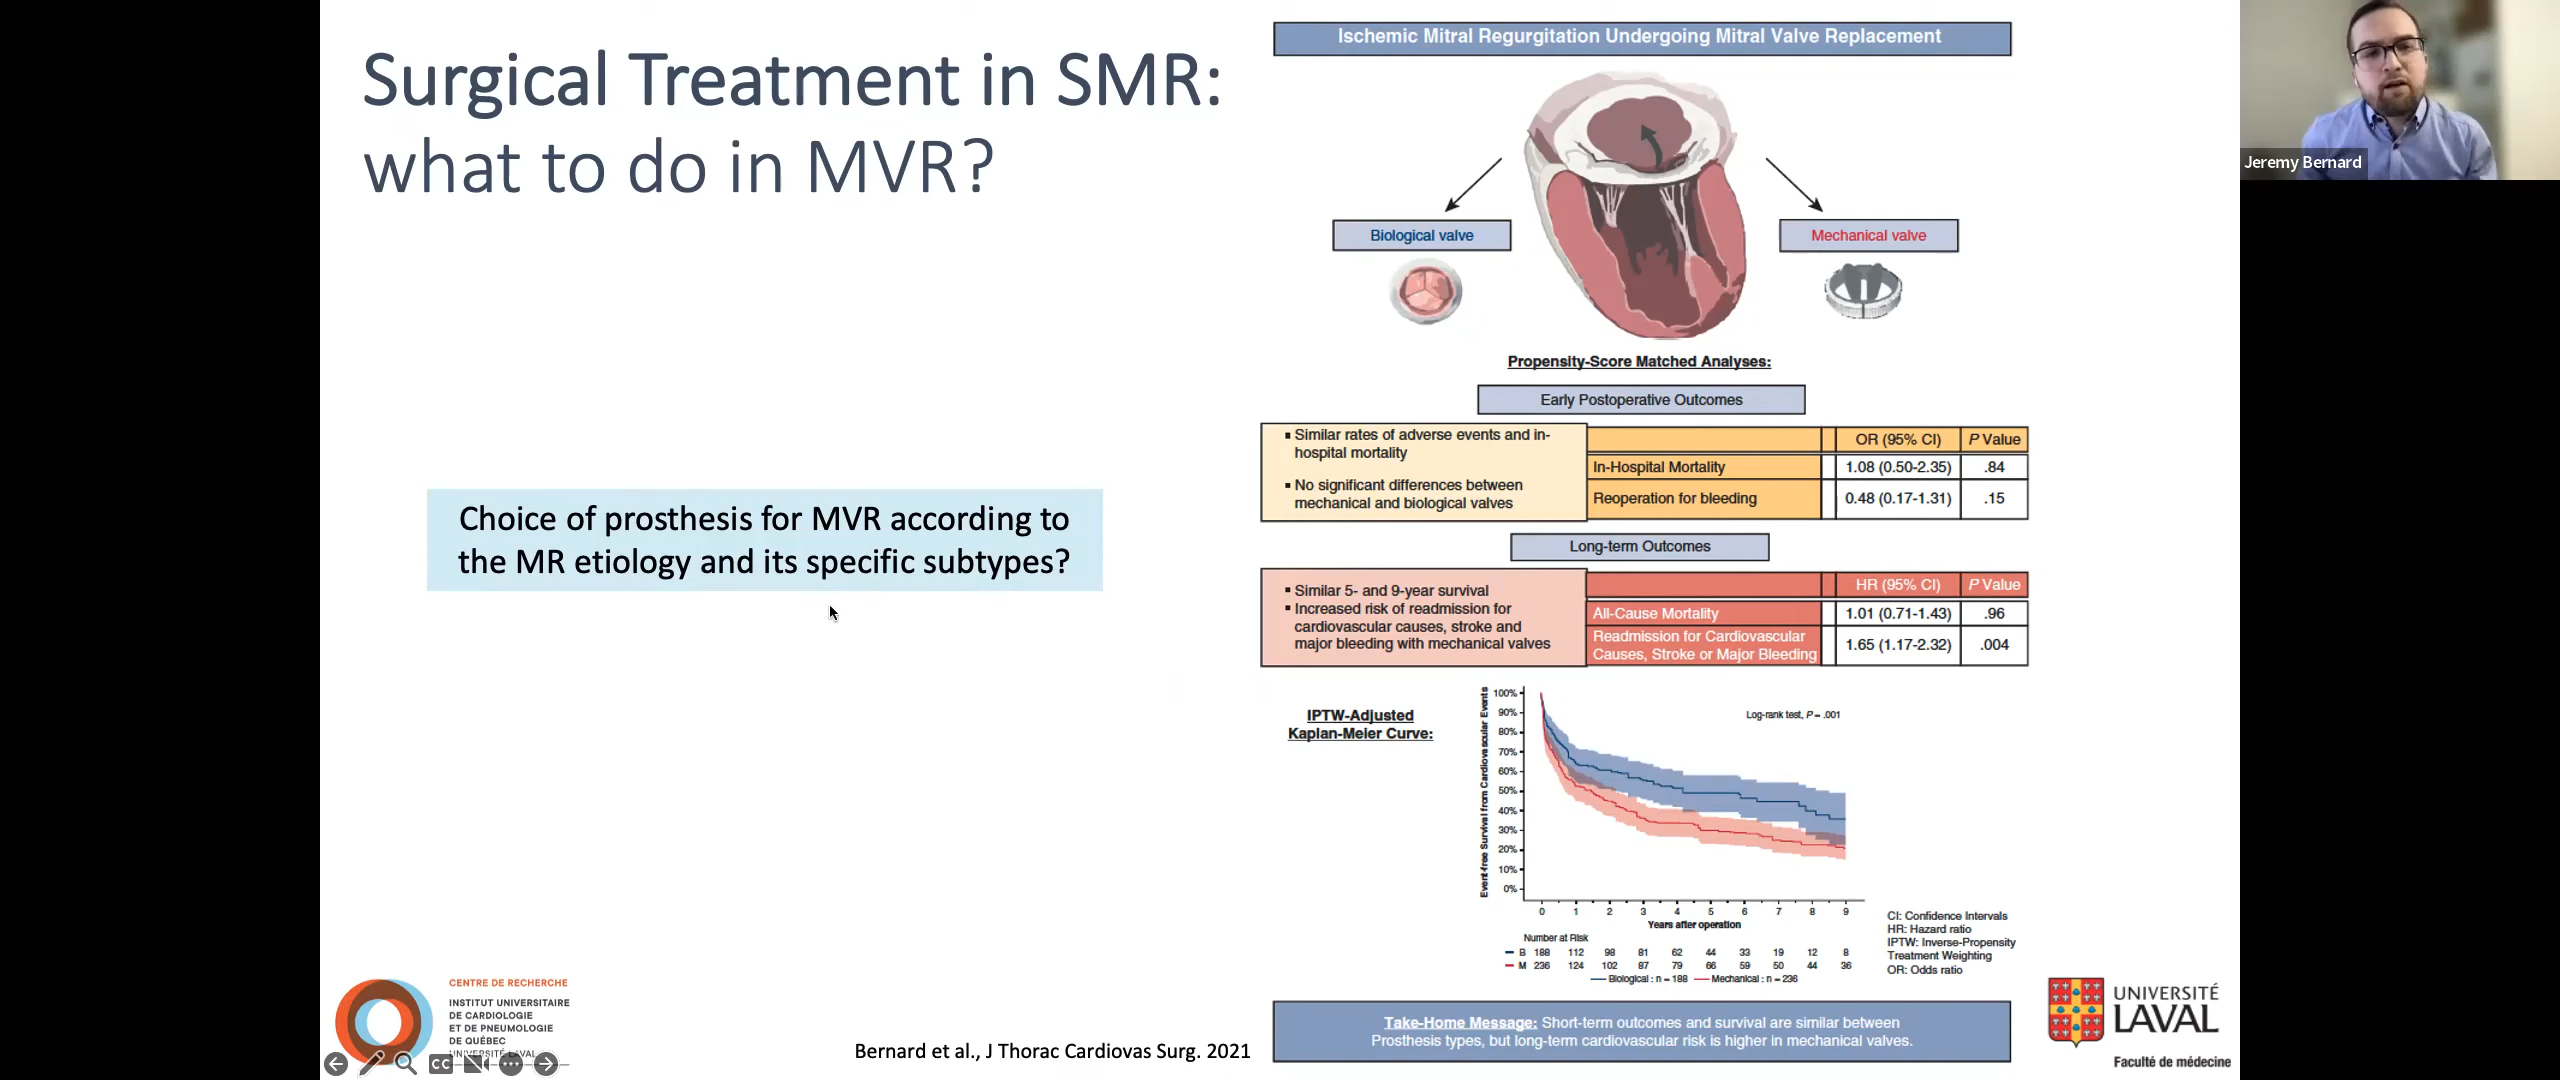 Surgical Treatment in SMR:
what to do in MVR?
Choice of prosthesis for MVR according to
the MR etiology and its specific subtypes?
Ischemic Mitral Regurgitation Undergoing Mitral Valve Replacement
Biological valve
Mechanical valve
Propensity-Score Matched Analyses:
Early Postoperative Outcomes
▪ Similar rates of adverse events and in-
hospital mortality
▪ No significant differences between
mechanical and biological valves
OR (95% CI) P Value
In-Hospital Mortality 1.08 (0.50-2.35) .84
Reoperation for bleeding 0.48 (0.17-1.31) .15
Long-term Outcomes
▪ Similar 5- and 9-year survival
▪ Increased risk of readmission for
cardiovascular causes, stroke and
major bleeding with mechanical valves
HR (95% CI) P Value
All-Cause Mortality 1.01 (0.71-1.43) .96
Readmission for Cardiovascular
Causes, Stroke or Major Bleeding 1.65 (1.17-2.32) .004
IPTW-Adjusted
Kaplan-Meier Curve:
Event-free Survival from Cardiovascular Events
100%
90%
80%
70%
60%
50%
40%
30%
20%
10%
0%
Log-rank test, P = .001
0 1 2 3 4 5 6 7 8 9
Years after operation
Number at Risk
B 188 112 98 81 62 44 33 19 12 8
M 236 124 102 87 79 66 59 50 44 36
Biological : n = 188 Mechanical : n = 236
CI: Confidence Intervals
HR: Hazard ratio
IPTW: Inverse-Propensity
Treatment Weighting
OR: Odds ratio
Take-Home Message: Short-term outcomes and survival are similar between
Prosthesis types, but long-term cardiovascular risk is higher in mechanical valves.
Bernard et al., J Thorac Cardiovas Surg. 2021
CENTRE DE RECHERCHE
INSTITUT UNIVERSITAIRE
DE CARDIOLOGIE
ET DE PNEUMOLOGIE
DE QUÉBEC
UNIVERSITÉ LAVAL
CC
UNIVERSITÉ
LAVAL
Faculté de médecine
Jeremy Bernard